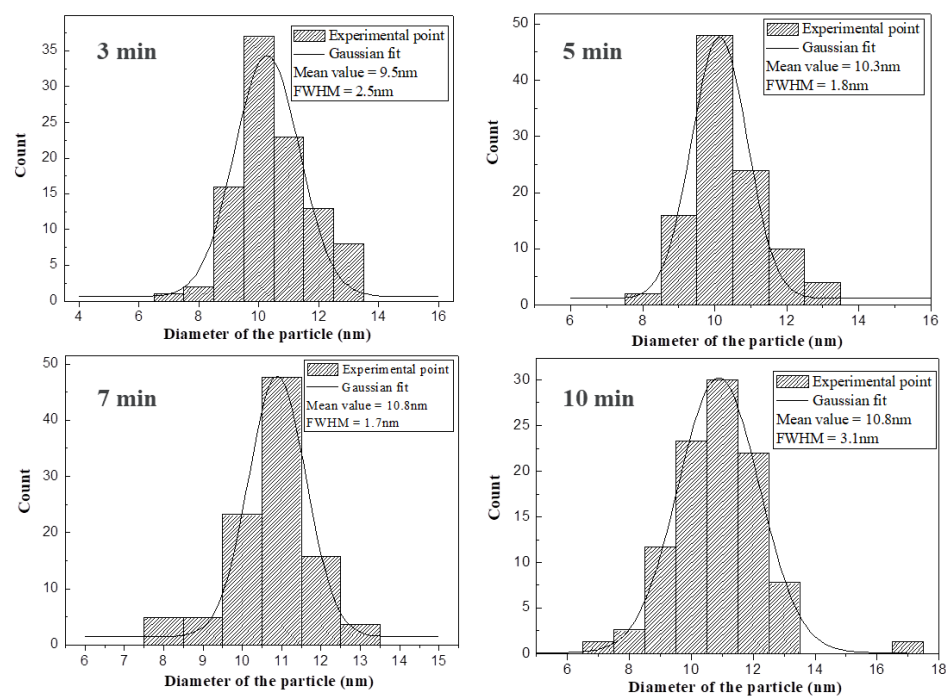 3 min
Experimental point
Gaussian fit
Mean value = 9.5nm
FWHM = 2.5nm
Count
35
30
25
20
15
10
5
0
4 6 8 10 12 14 16
Diameter of the particle (nm)
5 min
Experimental point
Gaussian fit
Mean value = 10.3nm
FWHM = 1.8nm
Count
50
40
30
20
10
0
6 8 10 12 14 16
Diameter of the particle (nm)
7 min
Experimental point
Gaussian fit
Mean value = 10.8nm
FWHM = 1.7nm
Count
50
40
30
20
10
0
6 7 8 9 10 11 12 13 14 15
Diameter of the particle (nm)
10 min
Experimental point
Gaussian fit
Mean value = 10.8nm
FWHM = 3.1nm
Count
30
25
20
15
10
5
0
6 8 10 12 14 16 18
Diameter of the particle (nm)